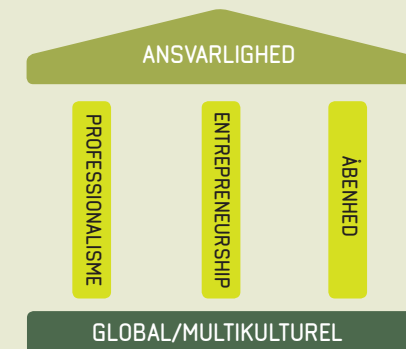 ANSVARLIGHED
PROFESSIONALISME
ENTREPRENEURSHIP
ÅBENHED
GLOBAL/MULTIKULTUREL